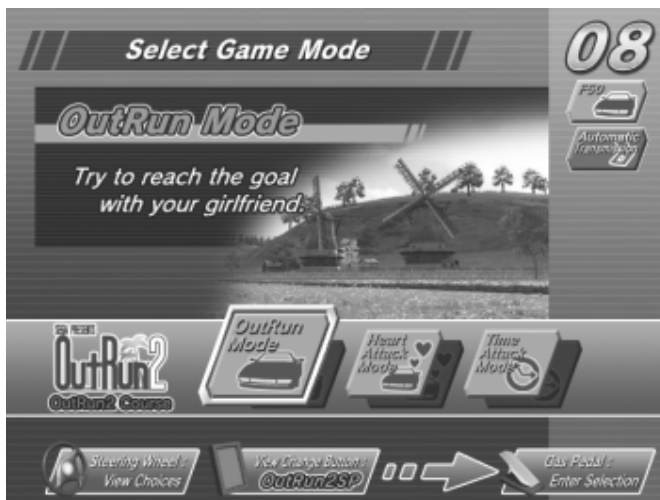 Select Game Mode
08
F50
Automatic
Transmission
OutRun Mode
Try to reach the goal
with your girlfriend.
SEGA PRESENTS
OutRun2
OutRun2 Course
OutRun
Mode
Heart
Attack
Mode
Time
Attack
Mode
Steering Wheel :
View Choices
View Change Button :
OutRun2SP
Gas Pedal :
Enter Selection